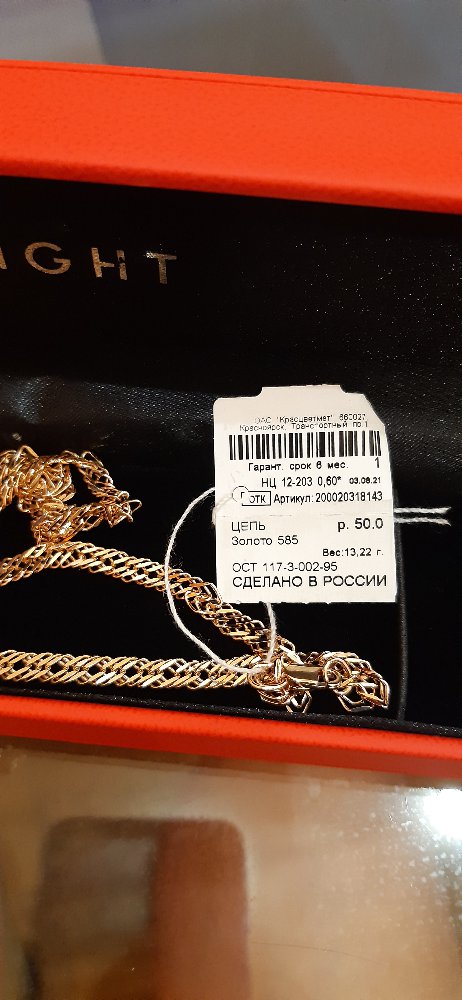 IGHT
ОАО "Красцветмет" 660027
Красноярск, Транспортный пр.1
Гарант. срок 6 мес. 1
НЦ 12-203 0,60* 03.08.21
ОТК Артикул: 200020318143
ЦЕПЬ р. 50.0
Золото 585
Вес:13,22 г.
ОСТ 117-3-002-95
СДЕЛАНО В РОССИИ